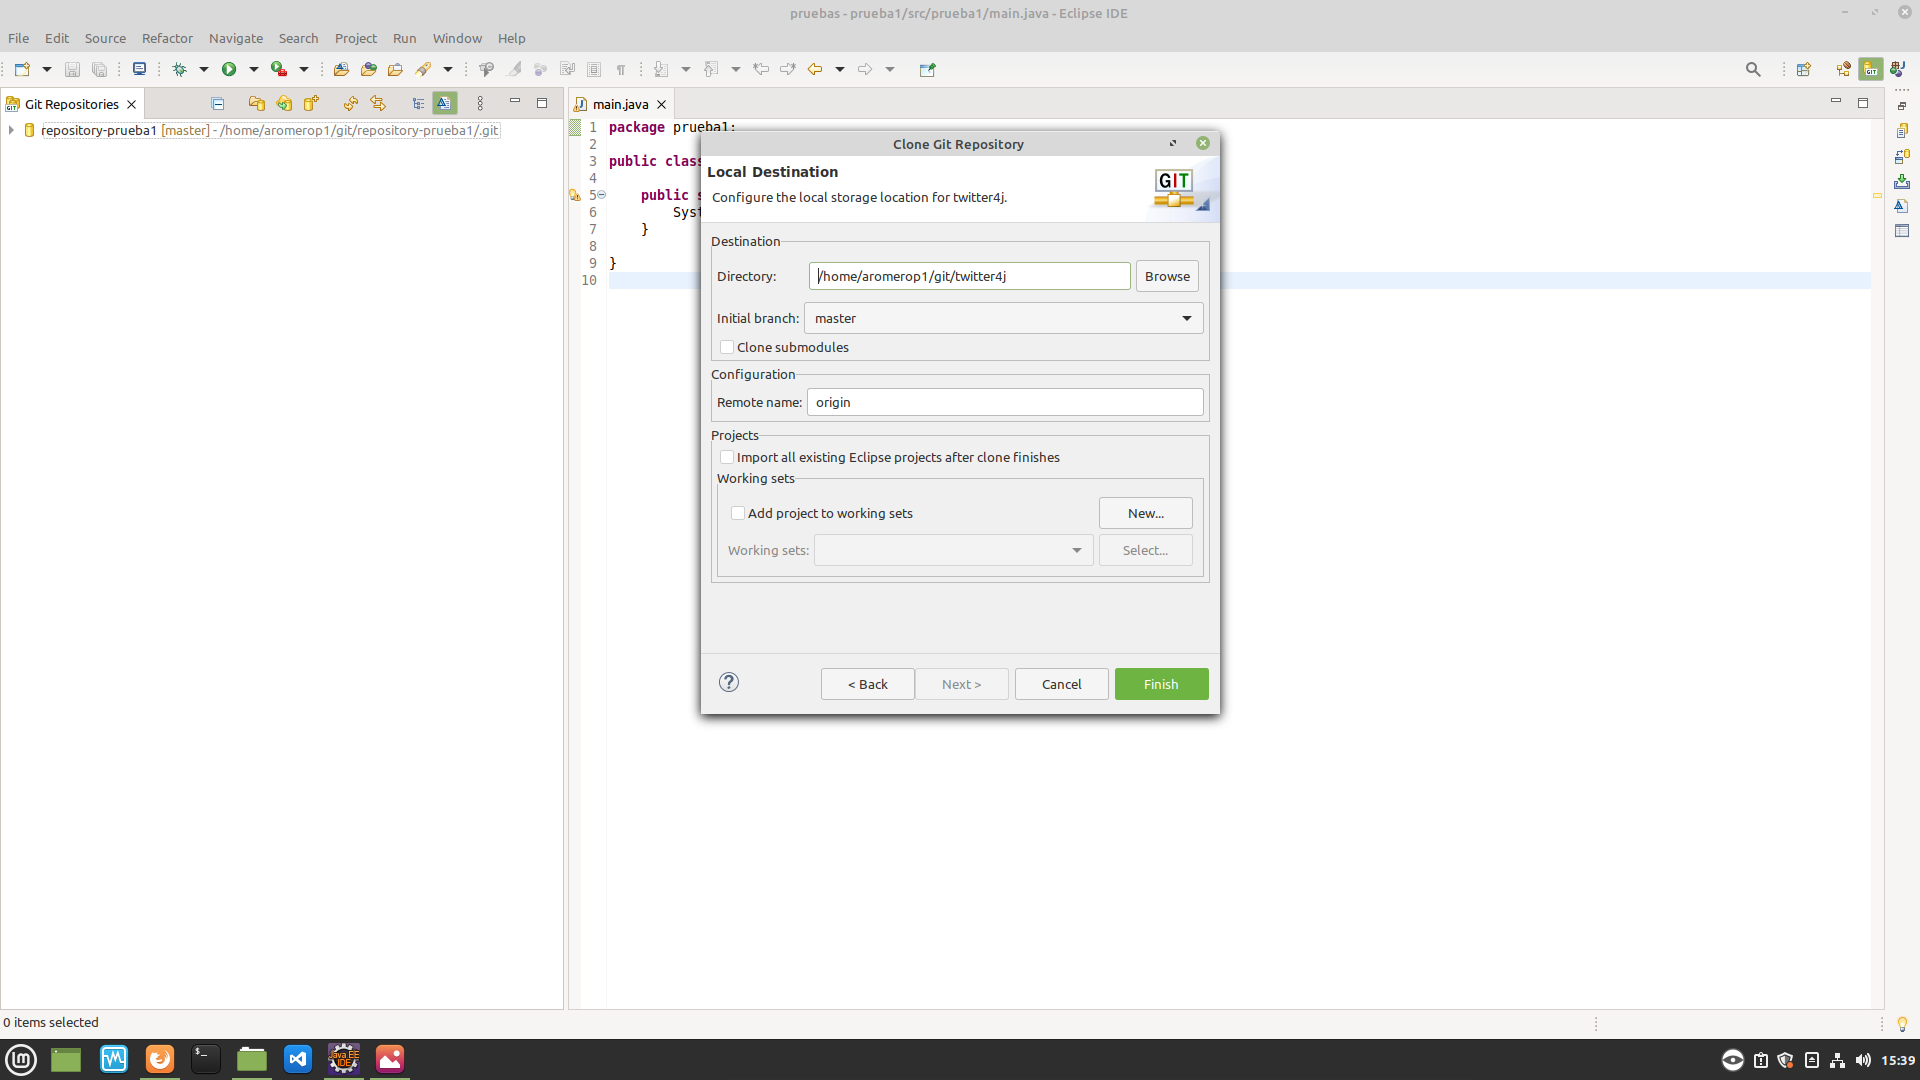 pruebas - prueba1/src/prueba1/main.java - Eclipse IDE
File Edit Source Refactor Navigate Search Project Run Window Help
Git Repositories
repository-prueba1 [master] - /home/aromerop1/git/repository-prueba1/.git
main.java
1 package prueba1;
2
3 public clas
4
5 public s
6 Syst
7 }
8
9 }
10
Clone Git Repository
Local Destination
Configure the local storage location for twitter4j.
GIT
Destination
Directory: /home/aromerop1/git/twitter4j Browse
Initial branch: master
Clone submodules
Configuration
Remote name: origin
Projects
Import all existing Eclipse projects after clone finishes
Working sets
Add project to working sets New...
Working sets: Select...
? < Back Next > Cancel Finish
0 items selected
Java EE
IDE
15:39